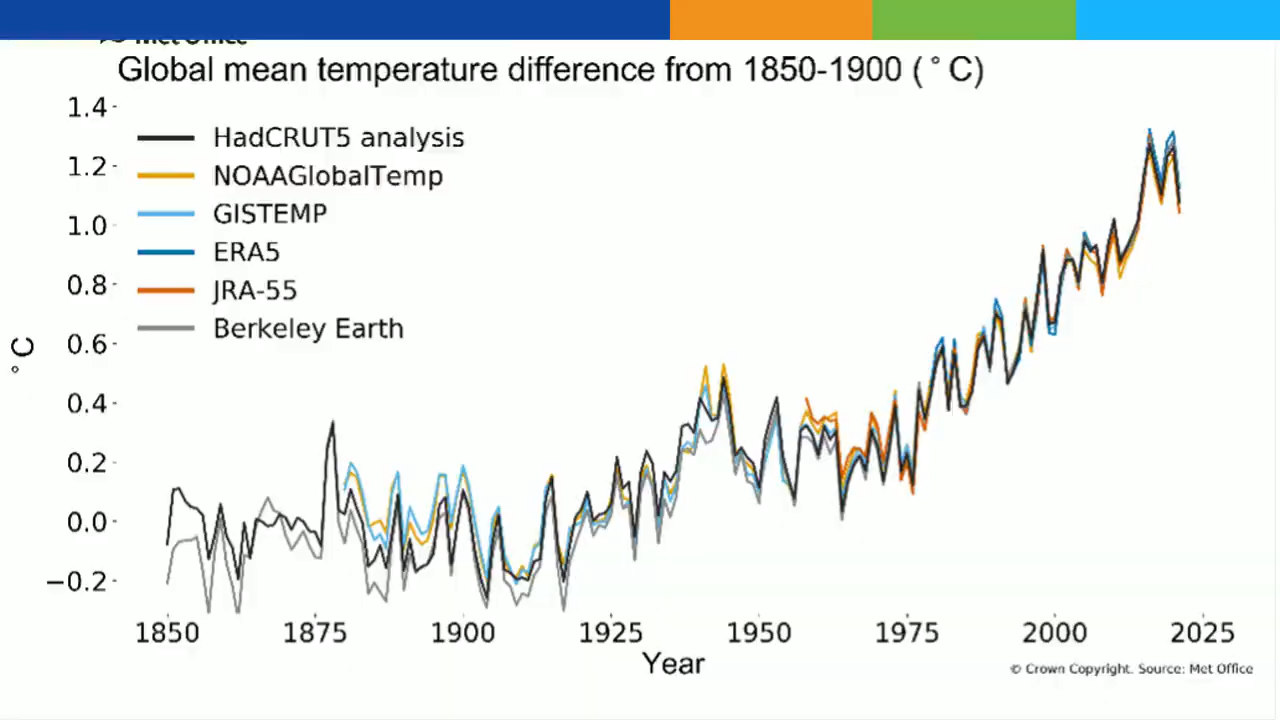 Met Office
Global mean temperature difference from 1850-1900 (°C)
1.4
1.2
1.0
0.8
0.6
0.4
0.2
0.0
−0.2
°C
HadCRUT5 analysis
NOAAGlobalTemp
GISTEMP
ERA5
JRA-55
Berkeley Earth
1850 1875 1900 1925 1950 1975 2000 2025
Year
© Crown Copyright. Source: Met Office